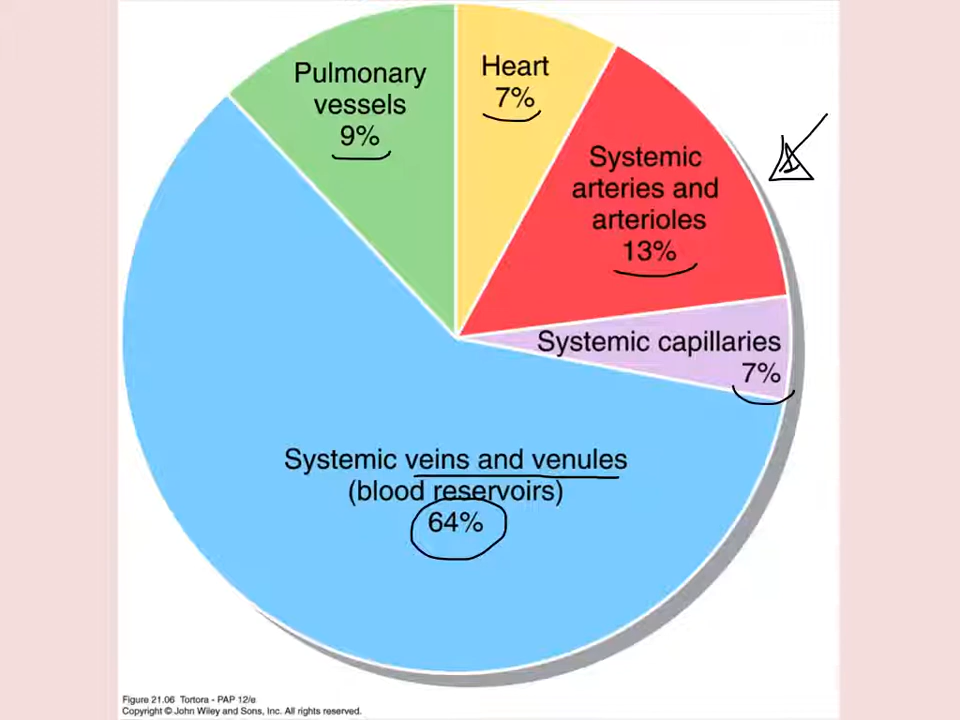 Pulmonary
vessels
9%
Heart
7%
Systemic
arteries and
arterioles
13%
Systemic capillaries
7%
Systemic veins and venules
(blood reservoirs)
64%
Figure 21.06 Tortora - PAP 12/e
Copyright © John Wiley and Sons, Inc. All rights reserved.